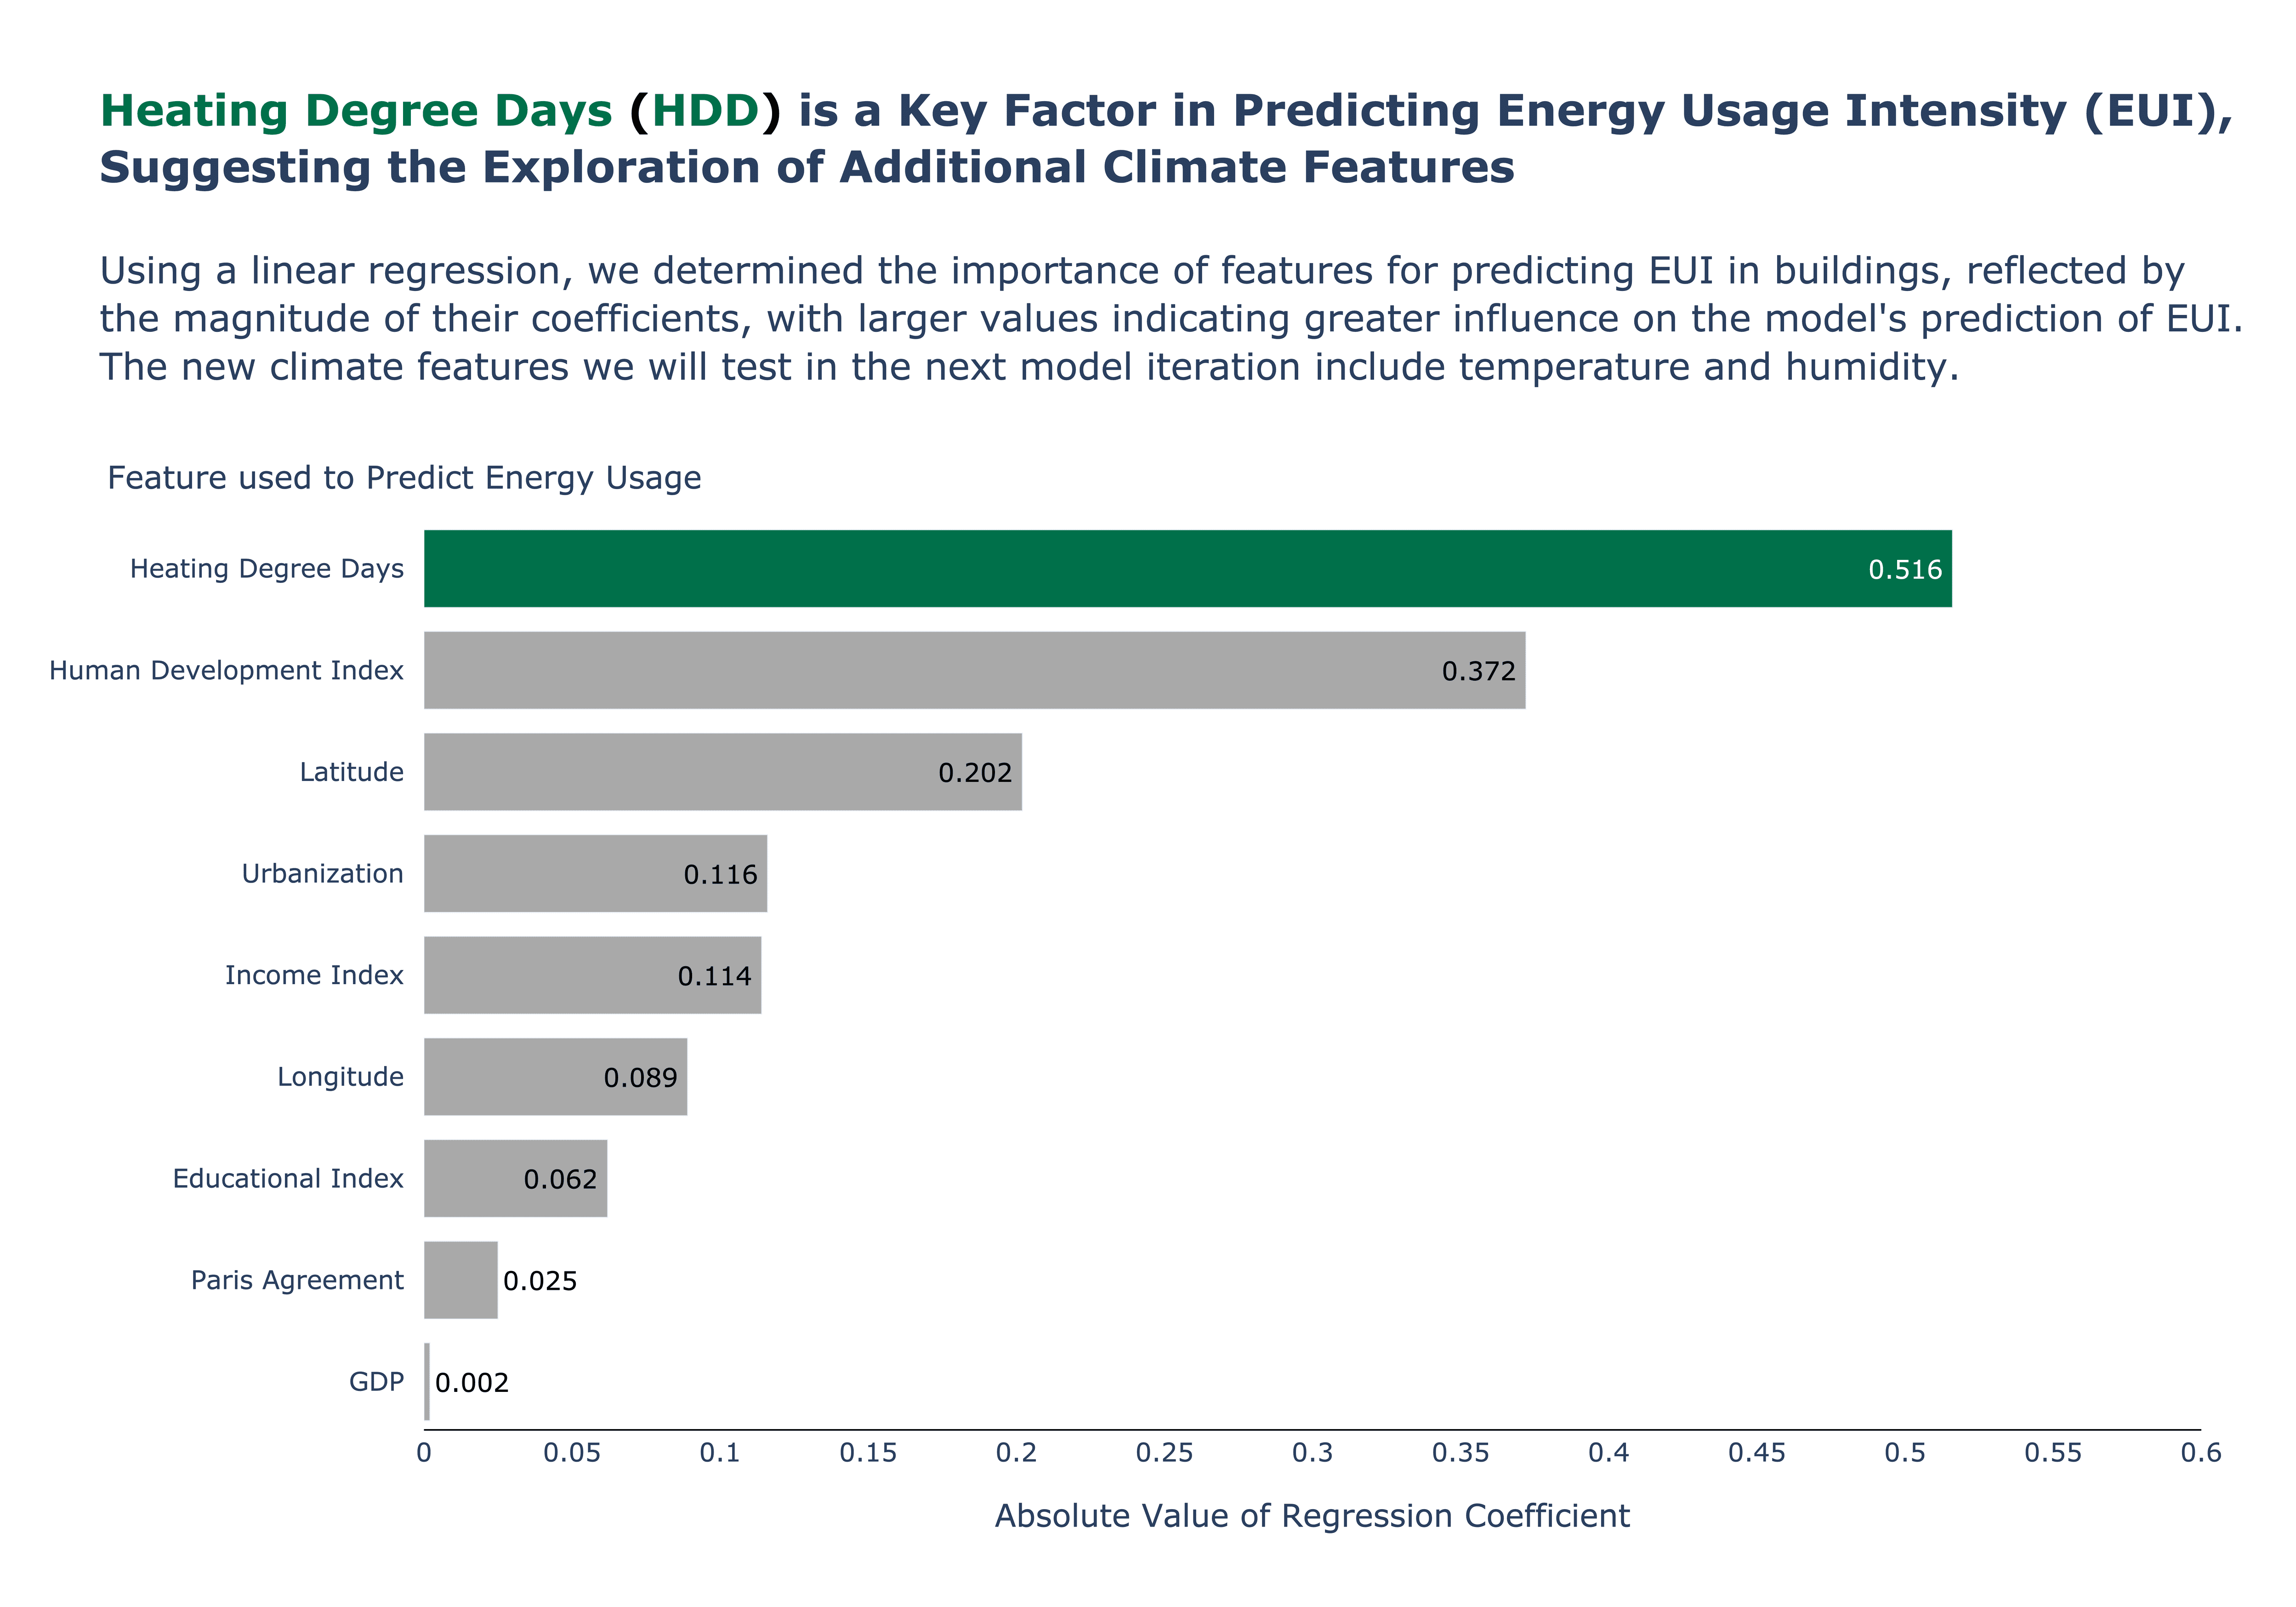 Heating Degree Days (HDD) is a Key Factor in Predicting Energy Usage Intensity (EUI),
Suggesting the Exploration of Additional Climate Features
Using a linear regression, we determined the importance of features for predicting EUI in buildings, reflected by
the magnitude of their coefficients, with larger values indicating greater influence on the model's prediction of EUI.
The new climate features we will test in the next model iteration include temperature and humidity.
Feature used to Predict Energy Usage
Heating Degree Days 0.516
Human Development Index 0.372
Latitude 0.202
Urbanization 0.116
Income Index 0.114
Longitude 0.089
Educational Index 0.062
Paris Agreement 0.025
GDP 0.002
0 0.05 0.1 0.15 0.2 0.25 0.3 0.35 0.4 0.45 0.5 0.55 0.6
Absolute Value of Regression Coefficient